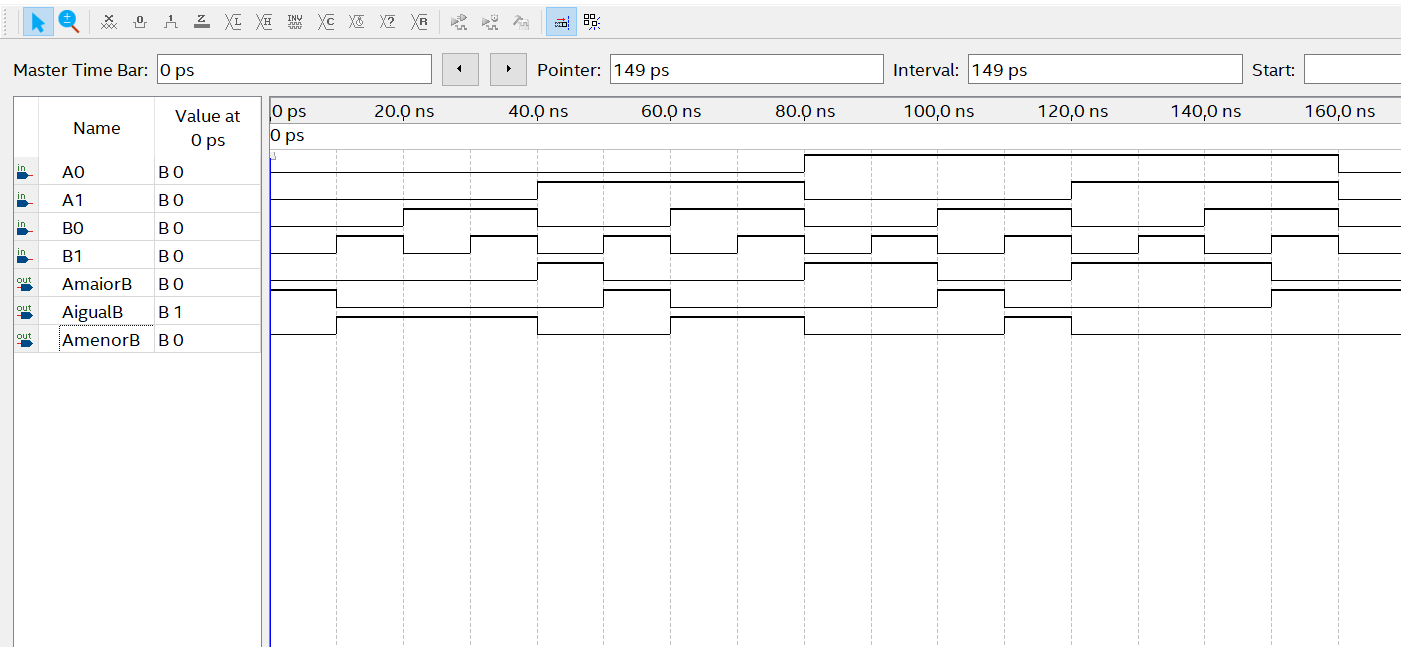 X 0 1 Z L H INV C ? R
Master Time Bar: 0 ps Pointer: 149 ps Interval: 149 ps Start:
Name
Value at
0 ps
0 ps 20.0 ns 40.0 ns 60.0 ns 80.0 ns 100.0 ns 120.0 ns 140.0 ns 160.0 ns
0 ps
in A0 B 0
in A1 B 0
in B0 B 0
in B1 B 0
out AmaiorB B 0
out AigualB B 1
out AmenorB B 0